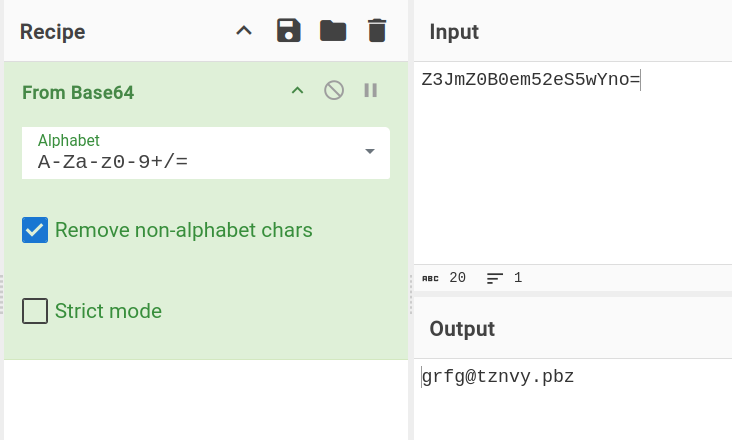 Recipe
From Base64
Alphabet
A-Za-z0-9+/=
Remove non-alphabet chars
Strict mode
Input
Z3JmZ0B0em52eS5wYno=
ABC 20 1
Output
grfg@tznvy.pbz